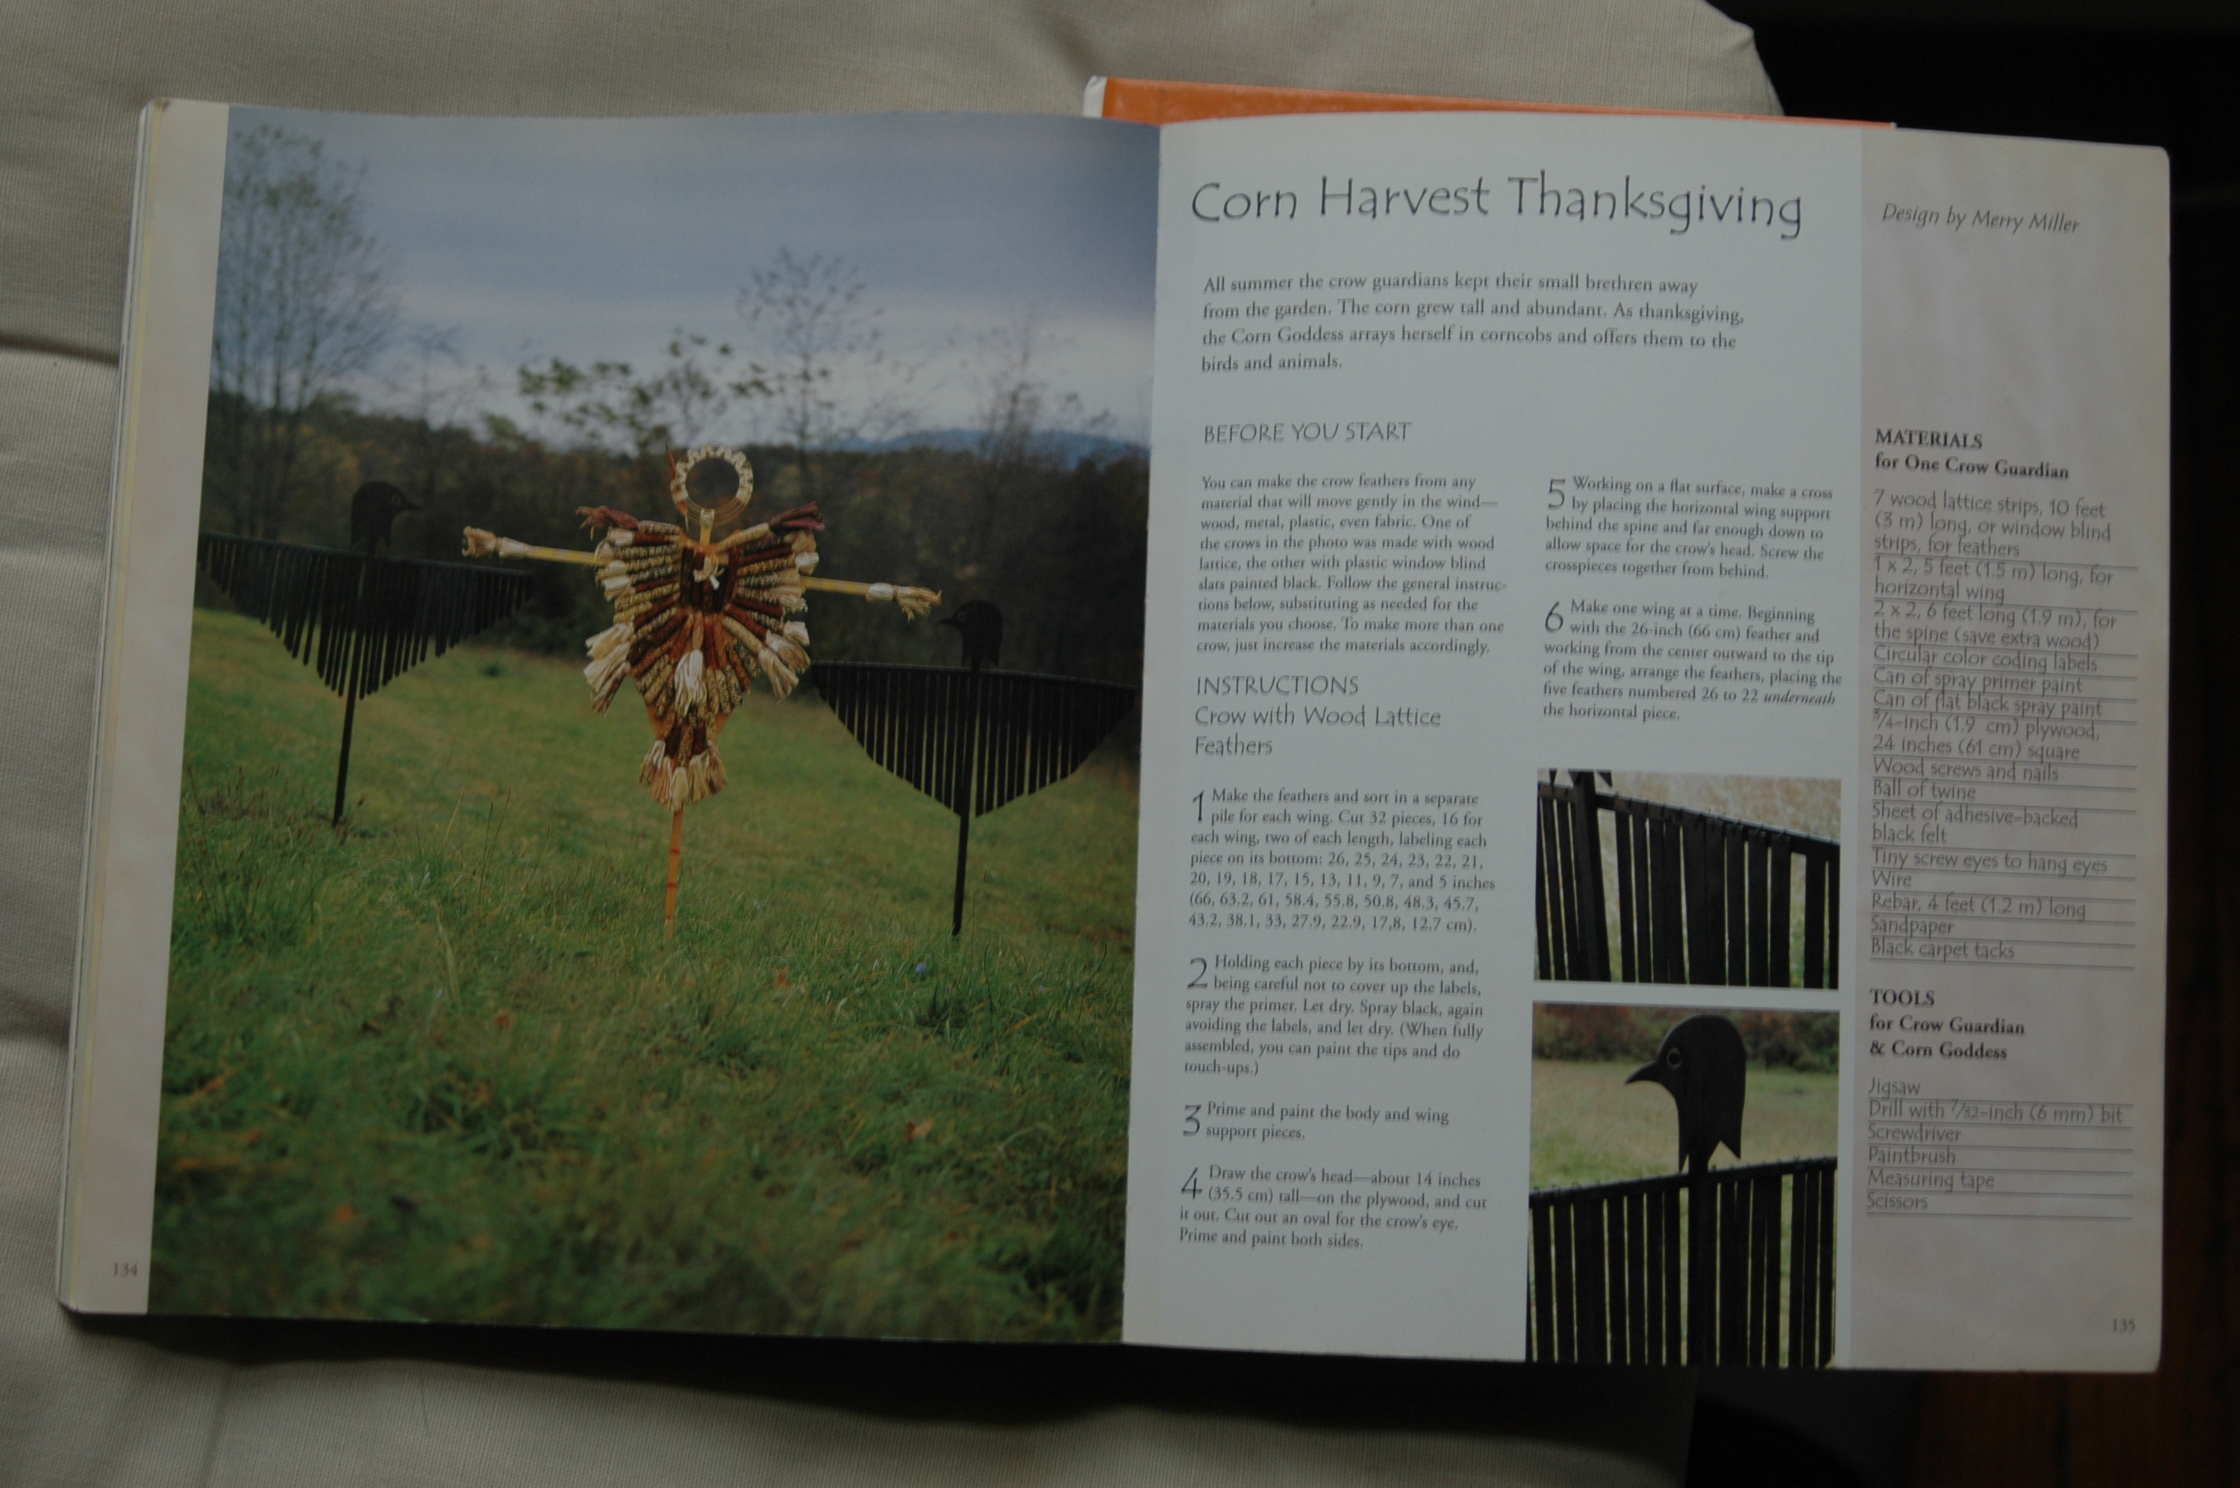 134
Corn Harvest Thanksgiving
Design by Merry Miller
All summer the crow guardians kept their small brethren away
from the garden. The corn grew tall and abundant. As thanksgiving,
the Corn Goddess arrays herself in corncobs and offers them to the
birds and animals.
BEFORE YOU START
You can make the crow feathers from any
material that will move gently in the wind—
wood, metal, plastic, even fabric. One of
the crows in the photo was made with wood
lattice, the other with plastic window blind
slats painted black. Follow the general instruc-
tions below, substituting as needed for the
materials you choose. To make more than one
crow, just increase the materials accordingly.
INSTRUCTIONS
Crow with Wood Lattice
Feathers
1 Make the feathers and sort in a separate
pile for each wing. Cut 32 pieces, 16 for
each wing, two of each length, labeling each
piece on its bottom: 26, 25, 24, 23, 22, 21,
20, 19, 18, 17, 15, 13, 11, 9, 7, and 5 inches
(66, 63.2, 61, 58.4, 55.8, 50.8, 48.3, 45.7,
43.2, 38.1, 33, 27.9, 22.9, 17.8, 12.7 cm).
2 Holding each piece by its bottom, and,
being careful not to cover up the labels,
spray the primer. Let dry. Spray black, again
avoiding the labels, and let dry. (When fully
assembled, you can paint the tips and do
touch-ups.)
3 Prime and paint the body and wing
support pieces.
4 Draw the crow's head—about 14 inches
(35.5 cm) tall—on the plywood, and cut
it out. Cut out an oval for the crow's eye.
Prime and paint both sides.
5 Working on a flat surface, make a cross
by placing the horizontal wing support
behind the spine and far enough down to
allow space for the crow's head. Screw the
crosspieces together from behind.
6 Make one wing at a time. Beginning
with the 26-inch (66 cm) feather and
working from the center outward to the tip
of the wing, arrange the feathers, placing the
five feathers numbered 26 to 22 underneath
the horizontal piece.
MATERIALS
for One Crow Guardian
7 wood lattice strips, 10 feet
(3 m) long, or window blind
strips, for feathers
1 x 2, 5 feet (1.5 m) long, for
horizontal wing
2 x 2, 6 feet long (1.9 m), for
the spine (save extra wood)
Circular color coding labels
Can of spray primer paint
Can of flat black spray paint
3/4-inch (1.9 cm) plywood,
24 inches (61 cm) square
Wood screws and nails
Ball of twine
Sheet of adhesive-backed
black felt
Tiny screw eyes to hang eyes
Wire
Rebar, 4 feet (1.2 m) long
Sandpaper
Black carpet tacks
TOOLS
for Crow Guardian
& Corn Goddess
Jigsaw
Drill with 7/32-inch (6 mm) bit
Screwdriver
Paintbrush
Measuring tape
Scissors
135